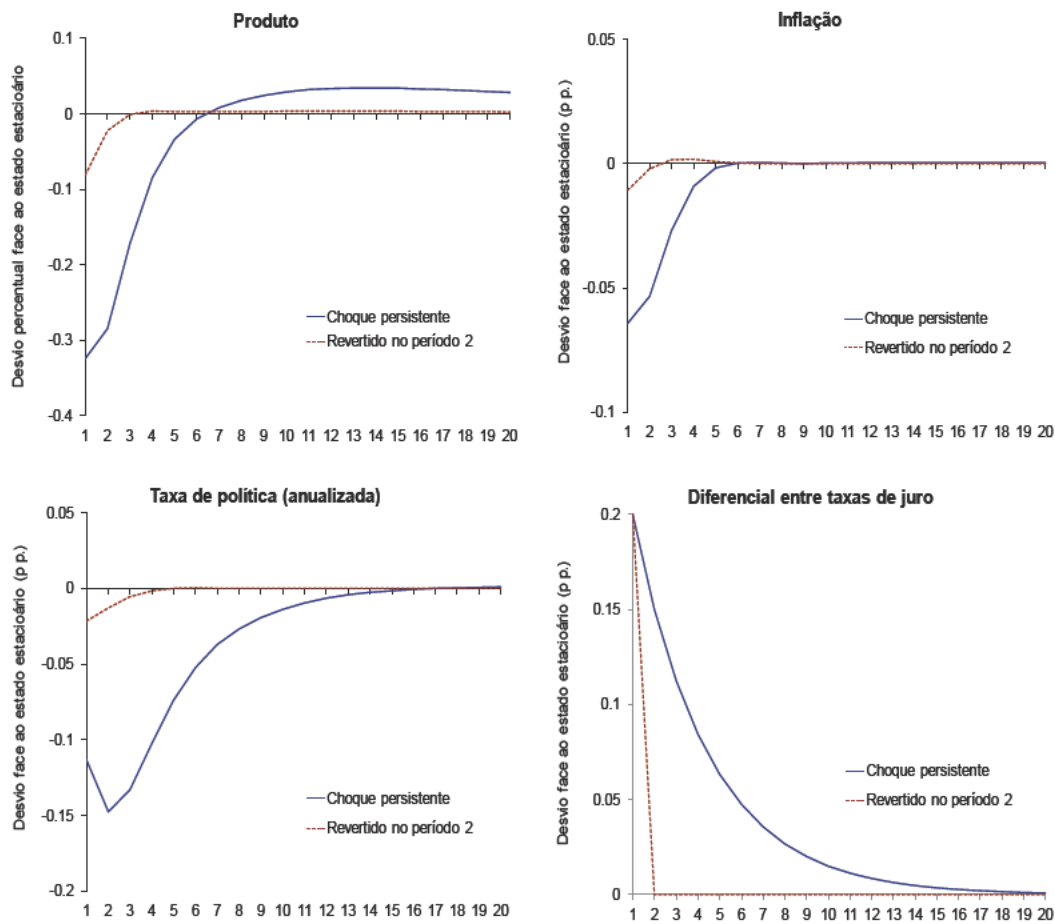 Produto
Desvio percentual face ao estado estacioário
0.1
0
-0.1
-0.2
-0.3
-0.4
Choque persistente
Revertido no período 2
1 2 3 4 5 6 7 8 9 10 11 12 13 14 15 16 17 18 19 20
Inflação
Desvio face ao estado estacioário (p p.)
0.05
0
-0.05
-0.1
Choque persistente
Revertido no período 2
1 2 3 4 5 6 7 8 9 10 11 12 13 14 15 16 17 18 19 20
Taxa de política (anualizada)
Desvio face ao estado estacioário (p p.)
0.05
0
-0.05
-0.1
-0.15
-0.2
Choque persistente
Revertido no período 2
1 2 3 4 5 6 7 8 9 10 11 12 13 14 15 16 17 18 19 20
Diferencial entre taxas de juro
Desvio face ao estado estacioário (p p.)
0.2
0.15
0.1
0.05
0
Choque persistente
Revertido no período 2
1 2 3 4 5 6 7 8 9 10 11 12 13 14 15 16 17 18 19 20